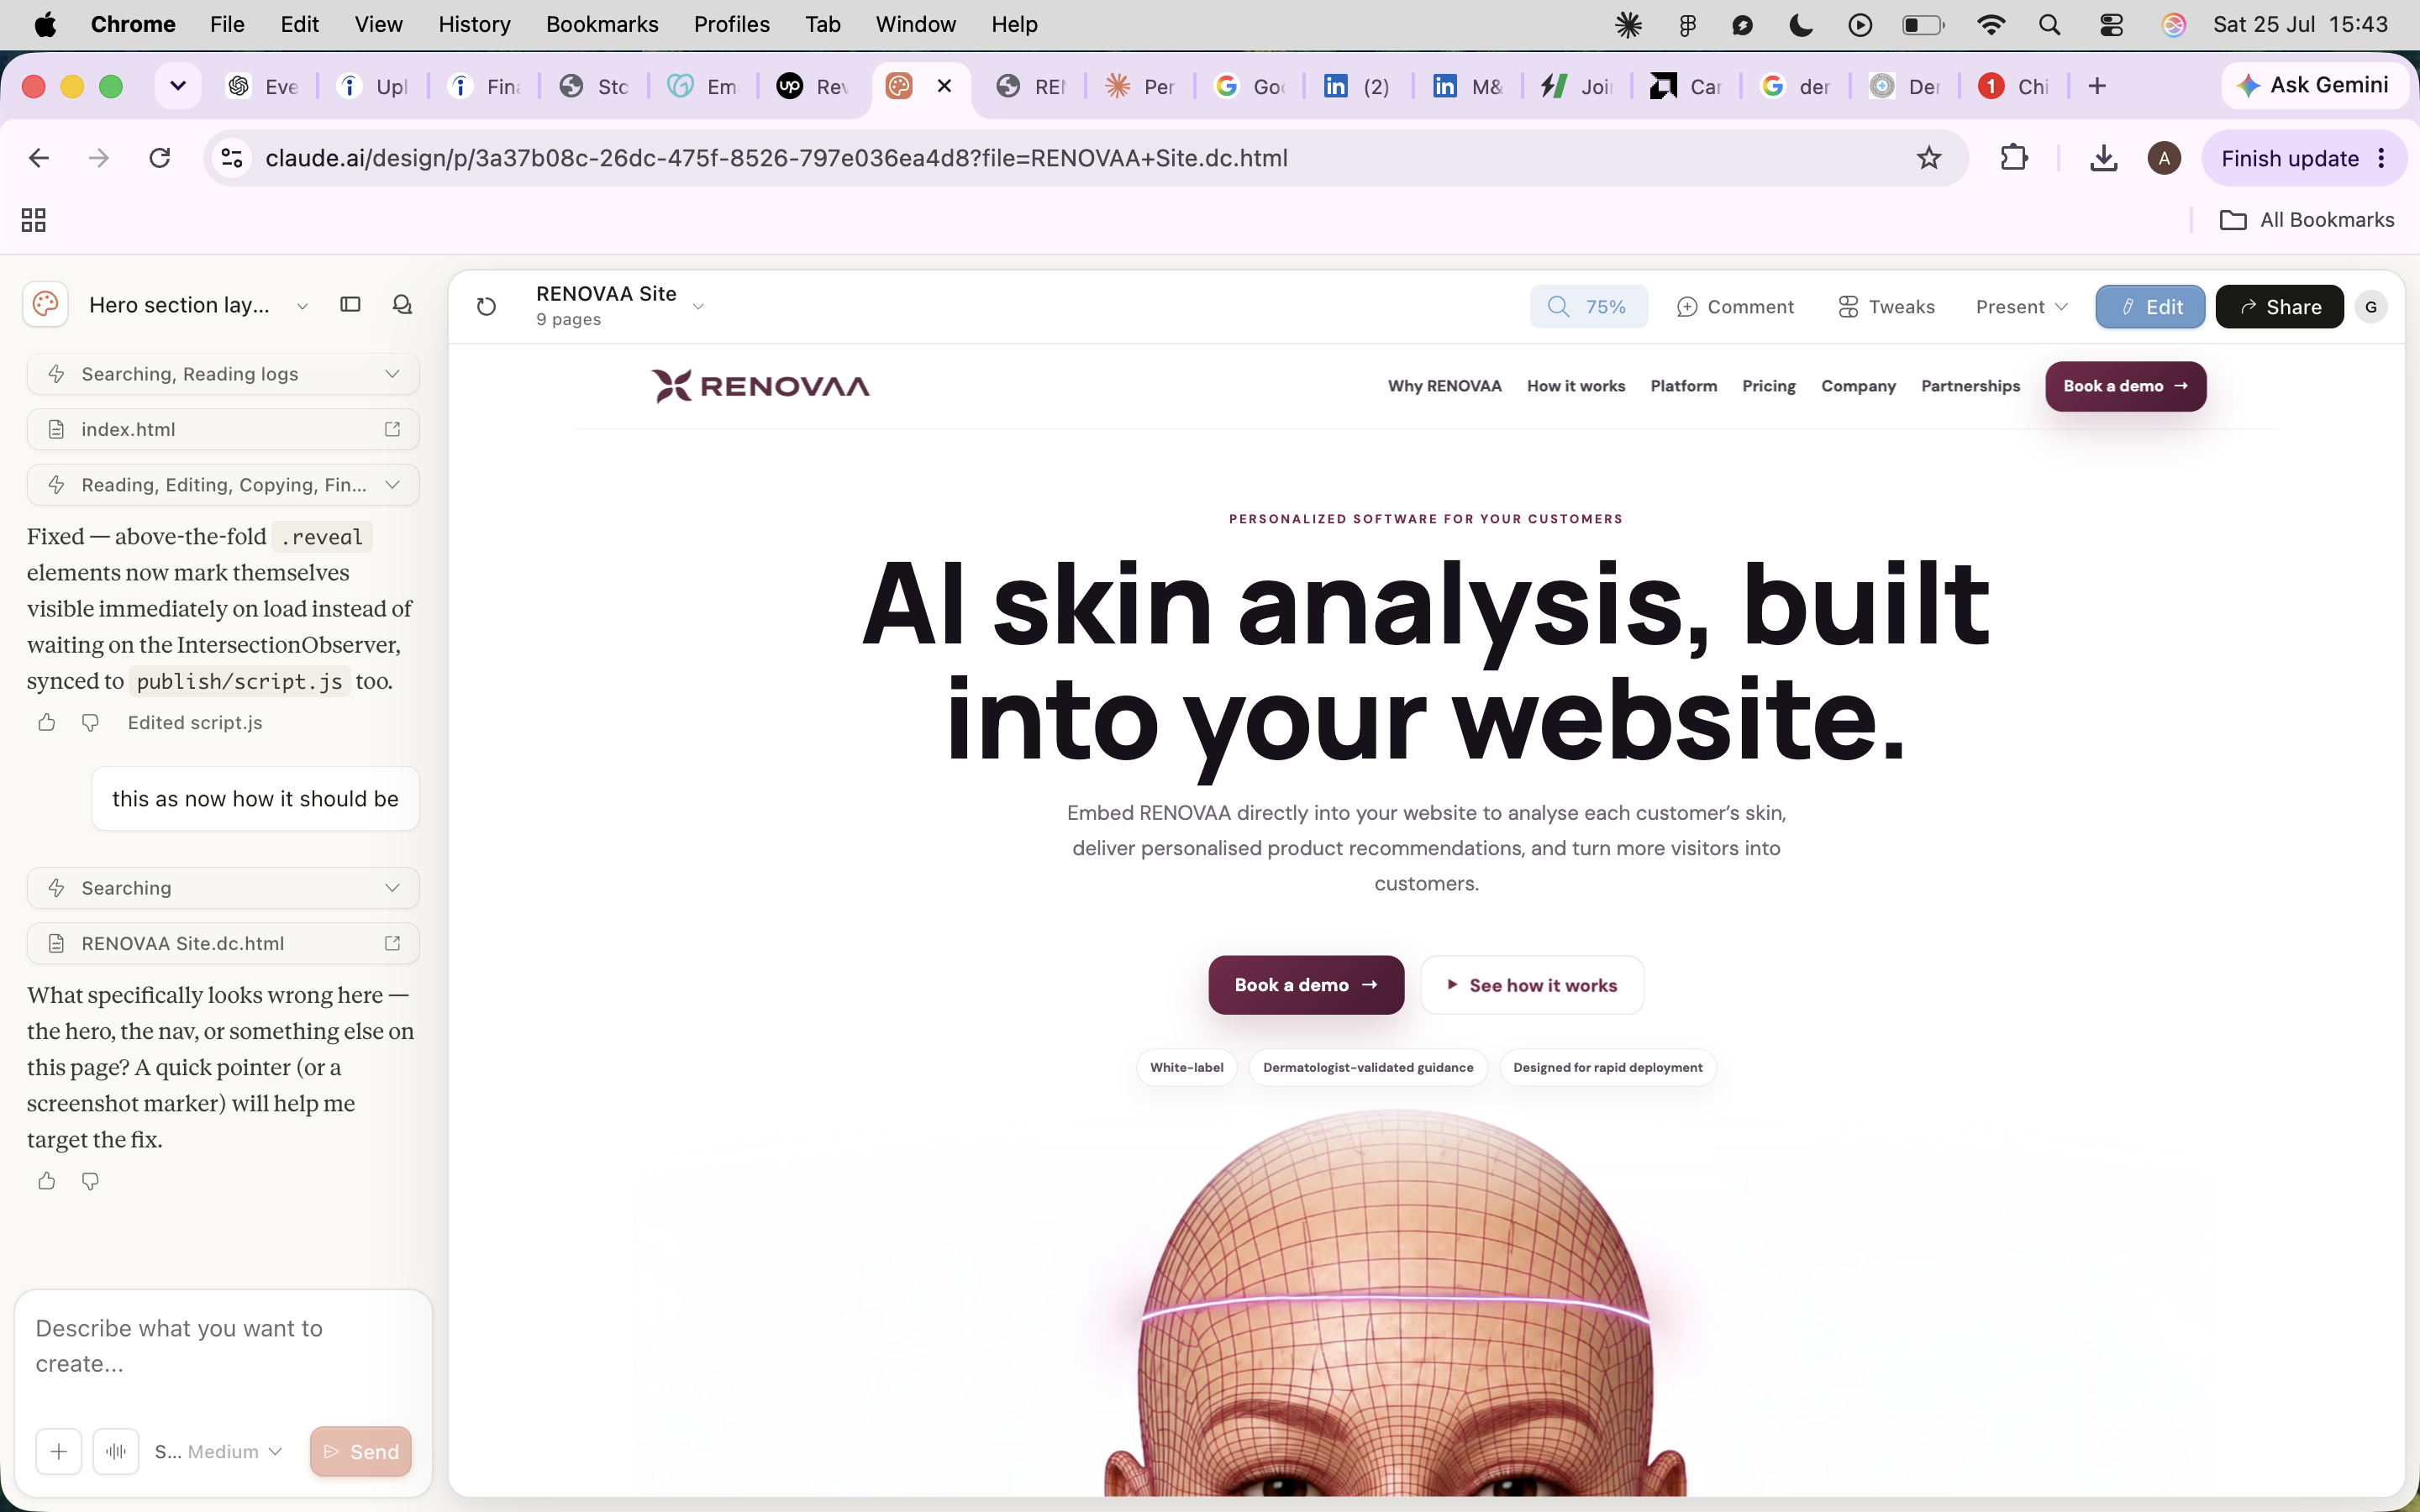 Chrome File Edit View History Bookmarks Profiles Tab Window Help Sat 25 Jul 15:43
Eve Upl Fina Stc Em Rev REN Per Goo (2) M& Joi Car der Der 1 Chi Ask Gemini
claude.ai/design/p/3a37b08c-26dc-475f-8526-797e036ea4d8?file=RENOVAA+Site.dc.html A Finish update
All Bookmarks
Hero section lay...
Searching, Reading logs
index.html
Reading, Editing, Copying, Fin...
Fixed — above-the-fold .reveal
elements now mark themselves
visible immediately on load instead of
waiting on the IntersectionObserver,
synced to publish/script.js too.
Edited script.js
this as now how it should be
Searching
RENOVAA Site.dc.html
What specifically looks wrong here —
the hero, the nav, or something else on
this page? A quick pointer (or a
screenshot marker) will help me
target the fix.
Describe what you want to
create...
S... Medium Send
RENOVAA Site
9 pages
75% Comment Tweaks Present Edit Share G
RENOVAA Why RENOVAA How it works Platform Pricing Company Partnerships Book a demo →
PERSONALIZED SOFTWARE FOR YOUR CUSTOMERS
AI skin analysis, built
into your website.
Embed RENOVAA directly into your website to analyse each customer’s skin,
deliver personalised product recommendations, and turn more visitors into
customers.
Book a demo → See how it works
White-label Dermatologist-validated guidance Designed for rapid deployment